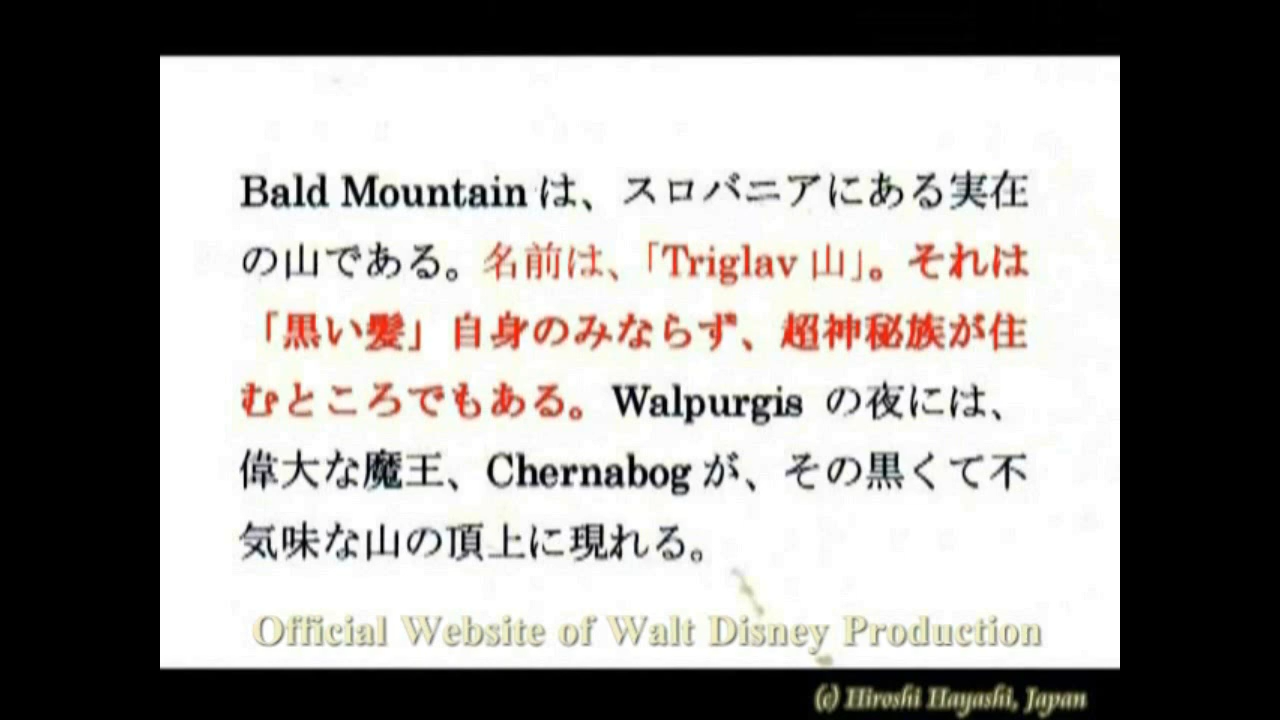 Bald Mountain は、スロバニアにある実在
の山である。名前は、「Triglav 山」。それは
「黒い髪」自身のみならず、超神秘族が住
むところでもある。Walpurgis の夜には、
偉大な魔王、Chernabog が、その黒くて不
気味な山の頂上に現れる。
Official Website of Walt Disney Production
(c) Hiroshi Hayashi, Japan